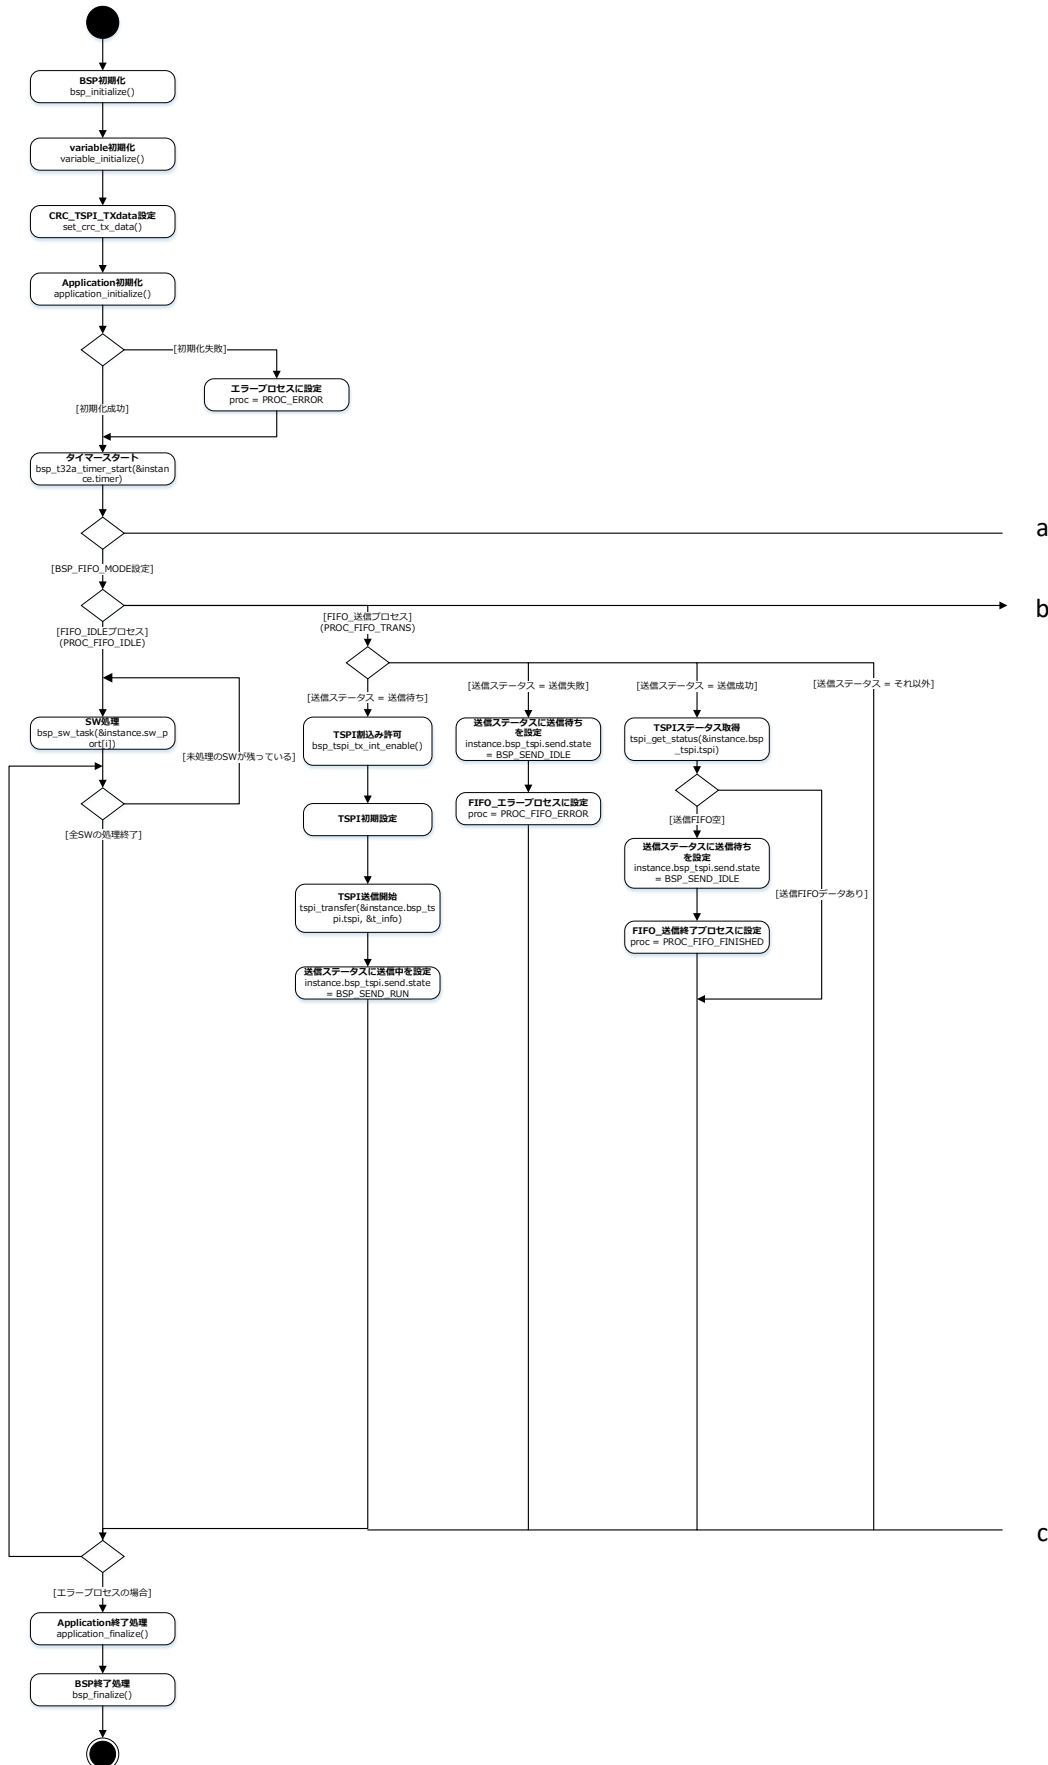 BSP初期化
bsp_initialize()
variable初期化
variable_initialize()
CRC_TSPI_TXdata設定
set_crc_tx_data()
Application初期化
application_initialize()
[初期化失敗]
エラープロセスに設定
proc = PROC_ERROR
[初期化成功]
タイマースタート
bsp_t32a_timer_start(&instan
ce.timer)
a
[BSP_FIFO_MODE設定]
b
[FIFO_IDLEプロセス]
(PROC_FIFO_IDLE)
[FIFO_送信プロセス]
(PROC_FIFO_TRANS)
[送信ステータス = 送信待ち]
[送信ステータス = 送信失敗]
[送信ステータス = 送信成功]
[送信ステータス = それ以外]
SW処理
bsp_sw_task(&instance.sw_p
ort[i])
[未処理のSWが残っている]
[全SWの処理終了]
TSPI割込み許可
bsp_tspi_tx_int_enable()
TSPI初期設定
TSPI送信開始
tspi_transfer(&instance.bsp_ts
pi.tspi, &t_info)
送信ステータスに送信中を設定
instance.bsp_tspi.send.state
= BSP_SEND_RUN
送信ステータスに送信待ち
を設定
instance.bsp_tspi.send.state
= BSP_SEND_IDLE
FIFO_エラープロセスに設定
proc = PROC_FIFO_ERROR
TSPIステータス取得
tspi_get_status(&instance.bsp
_tspi.tspi)
[送信FIFO空]
送信ステータスに送信待ち
を設定
instance.bsp_tspi.send.state
= BSP_SEND_IDLE
[送信FIFOデータあり]
FIFO_送信終了プロセスに設定
proc = PROC_FIFO_FINISHED
c
[エラープロセスの場合]
Application終了処理
application_finalize()
BSP終了処理
bsp_finalize()